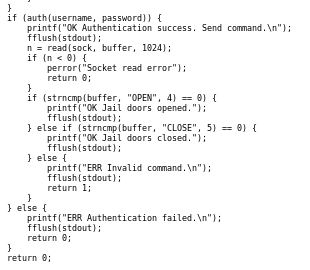 }
if (auth(username, password)) {
    printf("OK Authentication success. Send command.\n");
    fflush(stdout);
    n = read(sock, buffer, 1024);
    if (n < 0) {
        perror("Socket read error");
        return 0;
    }
    if (strncmp(buffer, "OPEN", 4) == 0) {
        printf("OK Jail doors opened.");
        fflush(stdout);
    } else if (strncmp(buffer, "CLOSE", 5) == 0) {
        printf("OK Jail doors closed.");
        fflush(stdout);
    } else {
        printf("ERR Invalid command.\n");
        fflush(stdout);
        return 1;
    }
} else {
    printf("ERR Authentication failed.\n");
    fflush(stdout);
    return 0;
}
return 0;